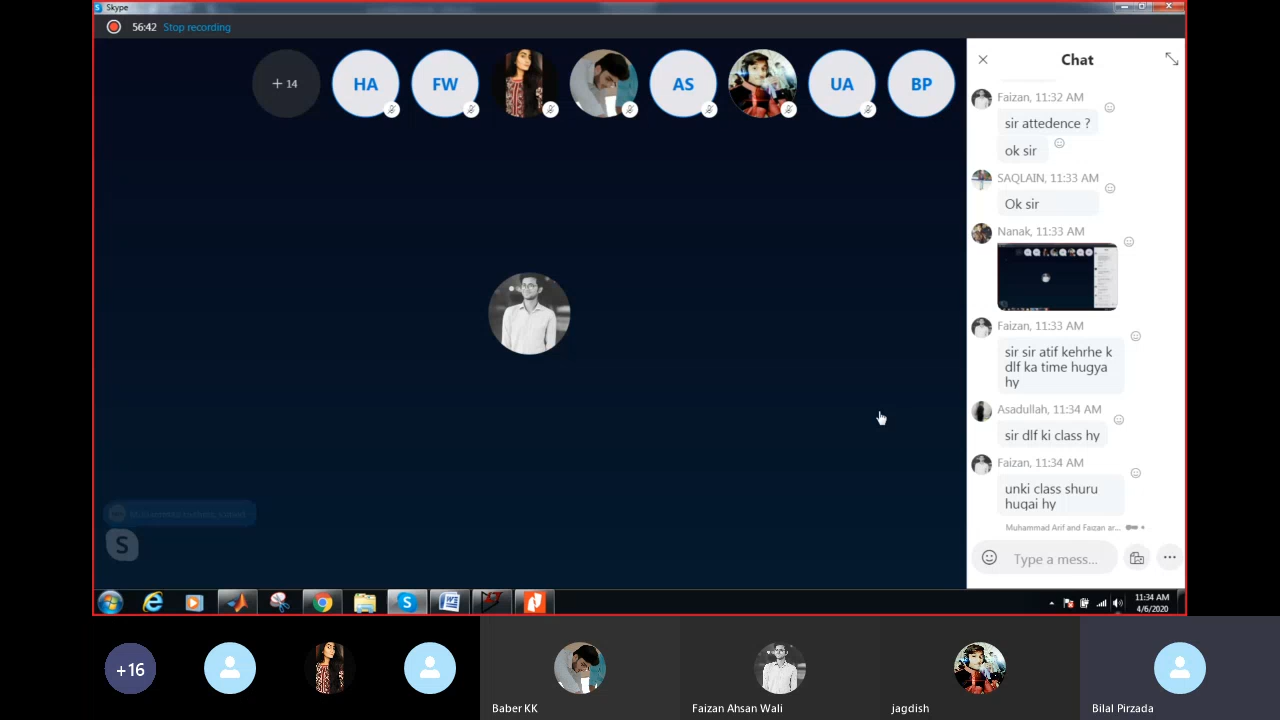 Skype
56:42 Stop recording
+ 14
HA
FW
AS
UA
BP
Chat
Faizan, 11:32 AM
sir attedence ?
ok sir
SAQLAIN, 11:33 AM
Ok sir
Nanak, 11:33 AM
Faizan, 11:33 AM
sir sir atif kehrhe k
dlf ka time hugya
hy
Asadullah, 11:34 AM
sir dlf ki class hy
Faizan, 11:34 AM
unki class shuru
hugai hy
Muhammad Arif and Faizan ar...
Type a mess...
S
11:34 AM
4/6/2020
+16
Baber KK
Faizan Ahsan Wali
jagdish
Bilal Pirzada